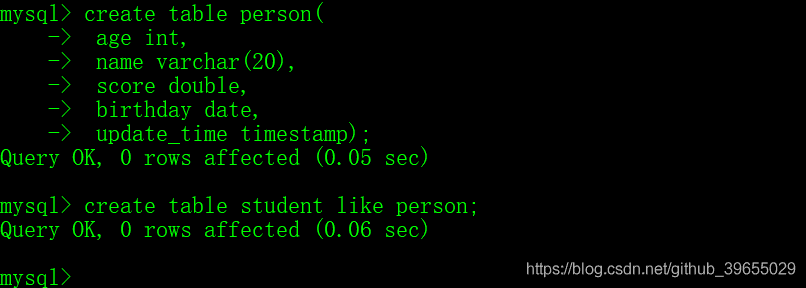 mysql> create table person(
    -> age int,
    -> name varchar(20),
    -> score double,
    -> birthday date,
    -> update_time timestamp);
Query OK, 0 rows affected (0.05 sec)

mysql> create table student like person;
Query OK, 0 rows affected (0.06 sec)

mysql>
https://blog.csdn.net/github_39655029